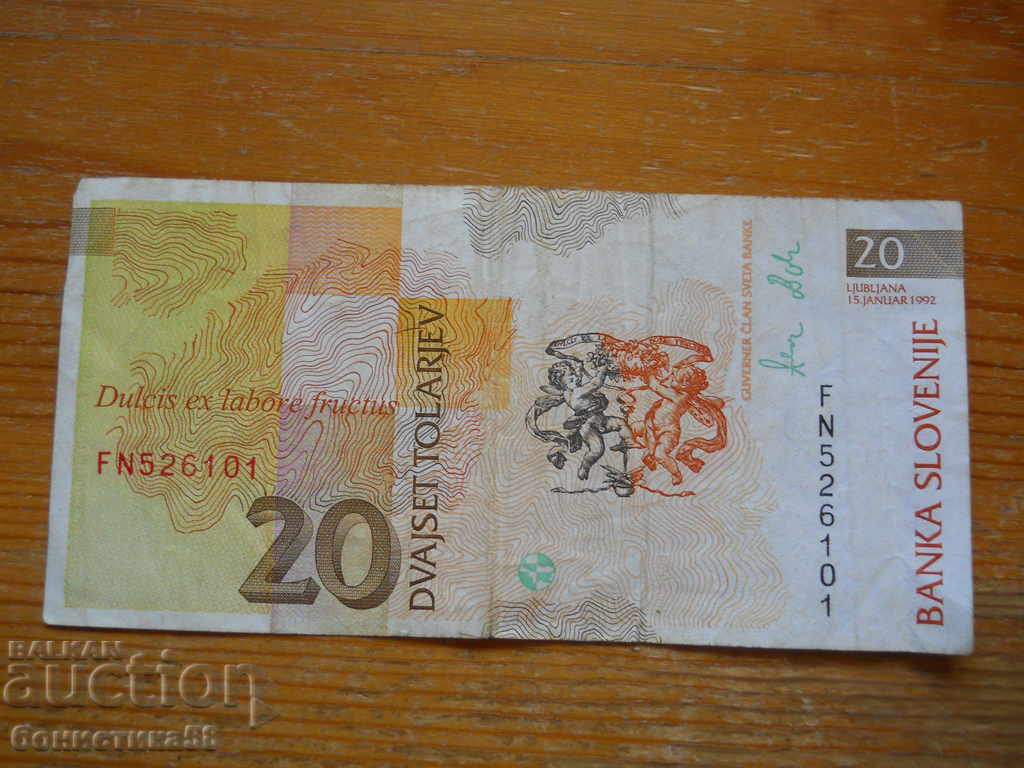 20
LJUBLJANA
15. JANUAR 1992
BANKA SLOVENIJE
GUVERNER ČLAN SVETA BANKE
FN526101
DVAJSET TOLARJEV
Dulcis ex labore fructus
FN526101
20
BALKAN
auction
бонистика88